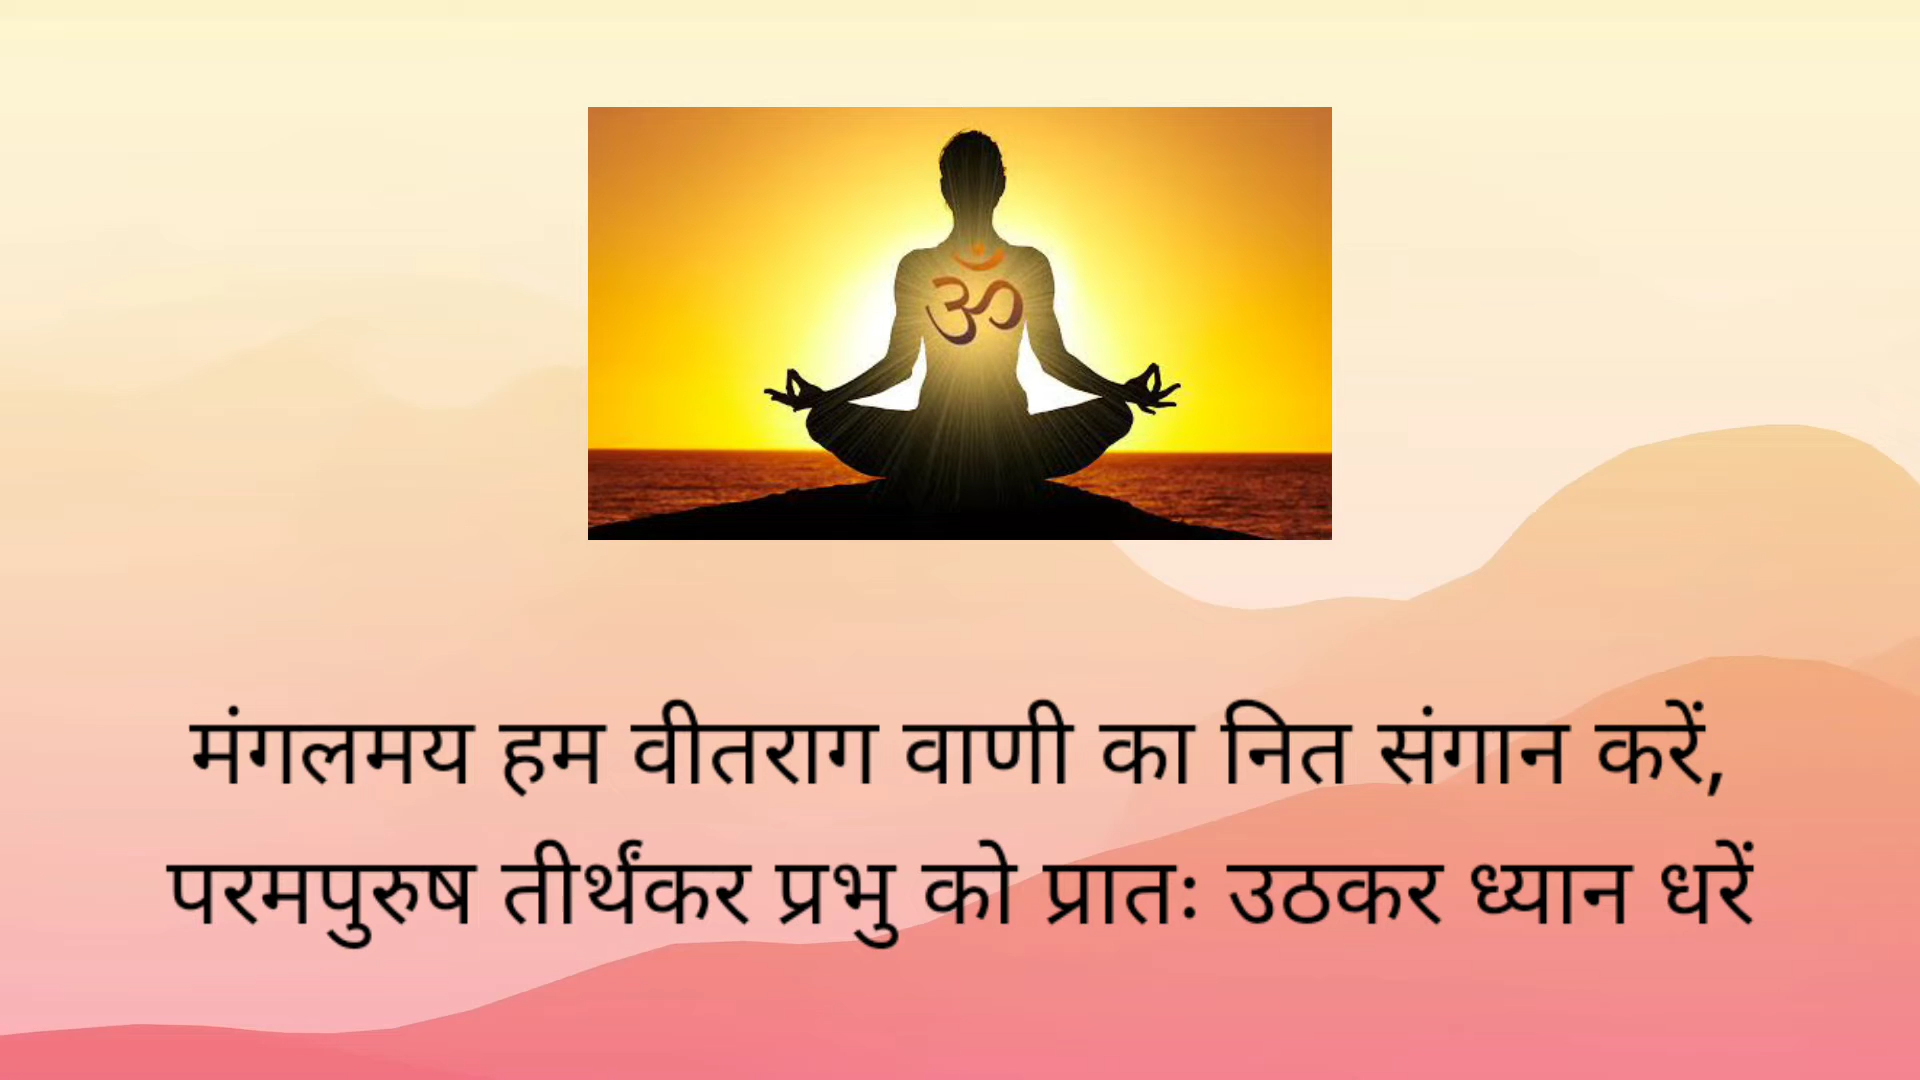 ॐ
मंगलमय हम वीतराग वाणी का नित संगान करें,
परमपुरुष तीर्थंकर प्रभु को प्रातः उठकर ध्यान धरें